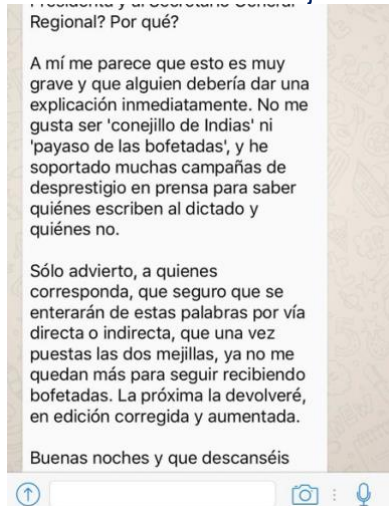 Presidenta y al Secretario General
Regional? Por qué?
A mí me parece que esto es muy
grave y que alguien debería dar una
explicación inmediatamente. No me
gusta ser 'conejillo de Indias' ni
'payaso de las bofetadas', y he
soportado muchas campañas de
desprestigio en prensa para saber
quiénes escriben al dictado y
quiénes no.
Sólo advierto, a quienes
corresponda, que seguro que se
enterarán de estas palabras por vía
directa o indirecta, que una vez
puestas las dos mejillas, ya no me
quedan más para seguir recibiendo
bofetadas. La próxima la devolveré,
en edición corregida y aumentada.
Buenas noches y que descanséis